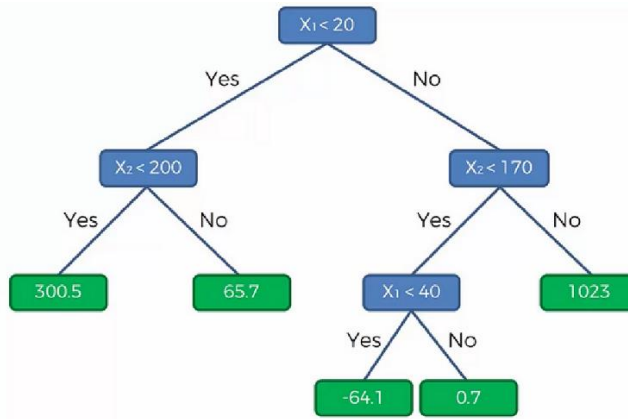 X₁ < 20
Yes
No
X₂ < 200
X₂ < 170
Yes
No
Yes
No
300.5
65.7
X₁ < 40
1023
Yes
No
-64.1
0.7